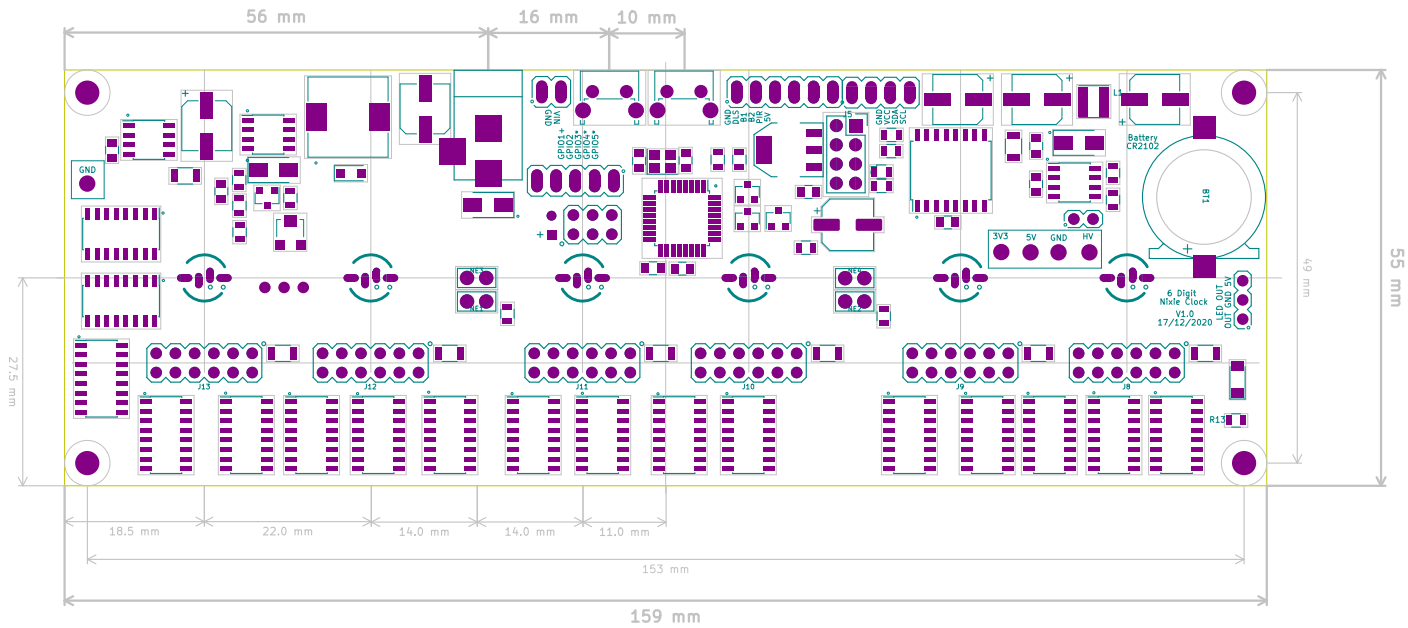 56 mm
16 mm
10 mm
L1
GND
VIN
GND
DLS
B1
B2
PIR
5V
GND
VCC
SDA
SCL
GPIO1
GPIO2
GPIO3
GPIO4
GPIO5
Battery
CR2102
GND
BT1
3V3 5V GND HV
NE3
NE1
NE2
6 Digit
Nixie Clock
V1.0
17/12/2020
LED OUT
OUT GND 5V
49 mm
55 mm
27.5 mm
J13
J12
J11
J10
J9
J8
R13
18.5 mm
22.0 mm
14.0 mm
14.0 mm
11.0 mm
153 mm
159 mm